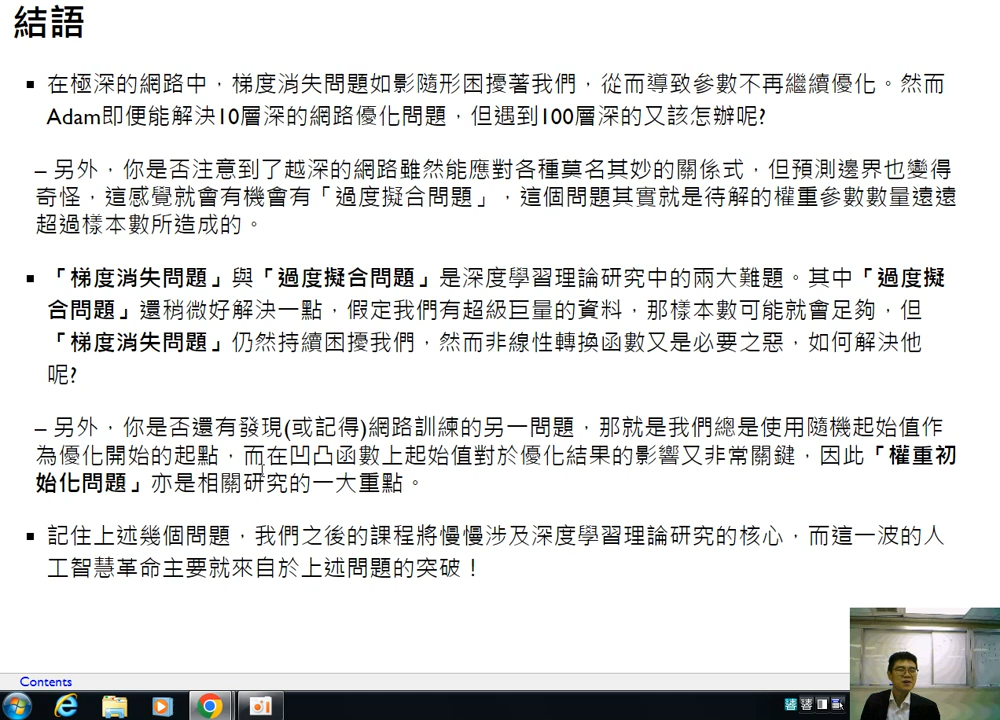 結語
▪ 在極深的網路中，梯度消失問題如影隨形困擾著我們，從而導致參數不再繼續優化。然而
Adam即便能解決10層深的網路優化問題，但遇到100層深的又該怎辦呢?
– 另外，你是否注意到了越深的網路雖然能應對各種莫名其妙的關係式，但預測邊界也變得
奇怪，這感覺就會有機會有「過度擬合問題」，這個問題其實就是待解的權重參數數量遠遠
超過樣本數所造成的。
▪ 「梯度消失問題」與「過度擬合問題」是深度學習理論研究中的兩大難題。其中「過度擬
合問題」還稍微好解決一點，假定我們有超級巨量的資料，那樣本數可能就會足夠，但
「梯度消失問題」仍然持續困擾我們，然而非線性轉換函數又是必要之惡，如何解決他
呢?
– 另外，你是否還有發現(或記得)網路訓練的另一問題，那就是我們總是使用隨機起始值作
為優化開始的起點，而在凹凸函數上起始值對於優化結果的影響又非常關鍵，因此「權重初
始化問題」亦是相關研究的一大重點。
▪ 記住上述幾個問題，我們之後的課程將慢慢涉及深度學習理論研究的核心，而這一波的人
工智慧革命主要就來自於上述問題的突破！
Contents